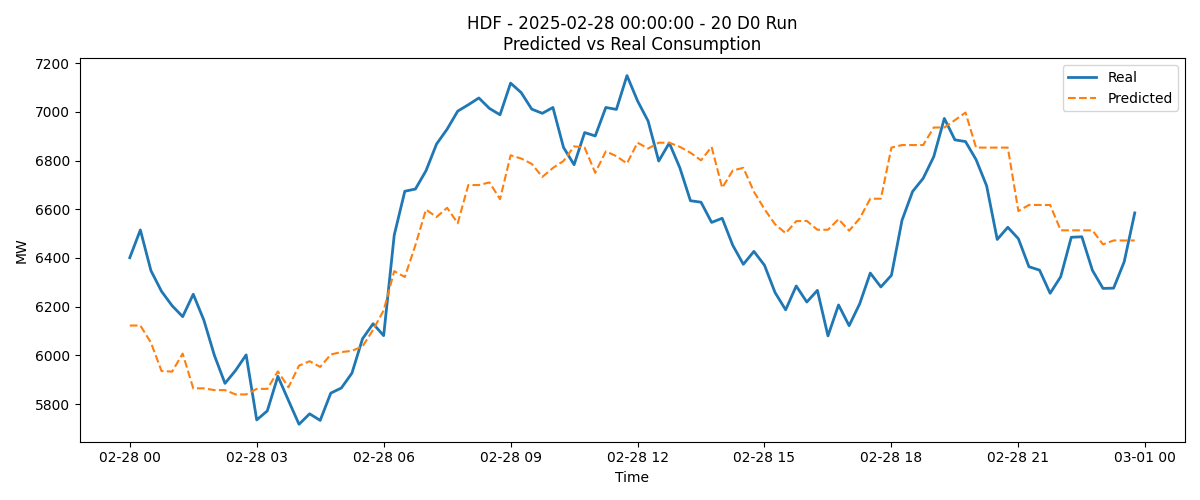 HDF - 2025-02-28 00:00:00 - 20 D0 Run
Predicted vs Real Consumption
7200
7000
6800
6600
6400
6200
6000
5800
MW
Real
Predicted
02-28 00
02-28 03
02-28 06
02-28 09
02-28 12
02-28 15
02-28 18
02-28 21
03-01 00
Time